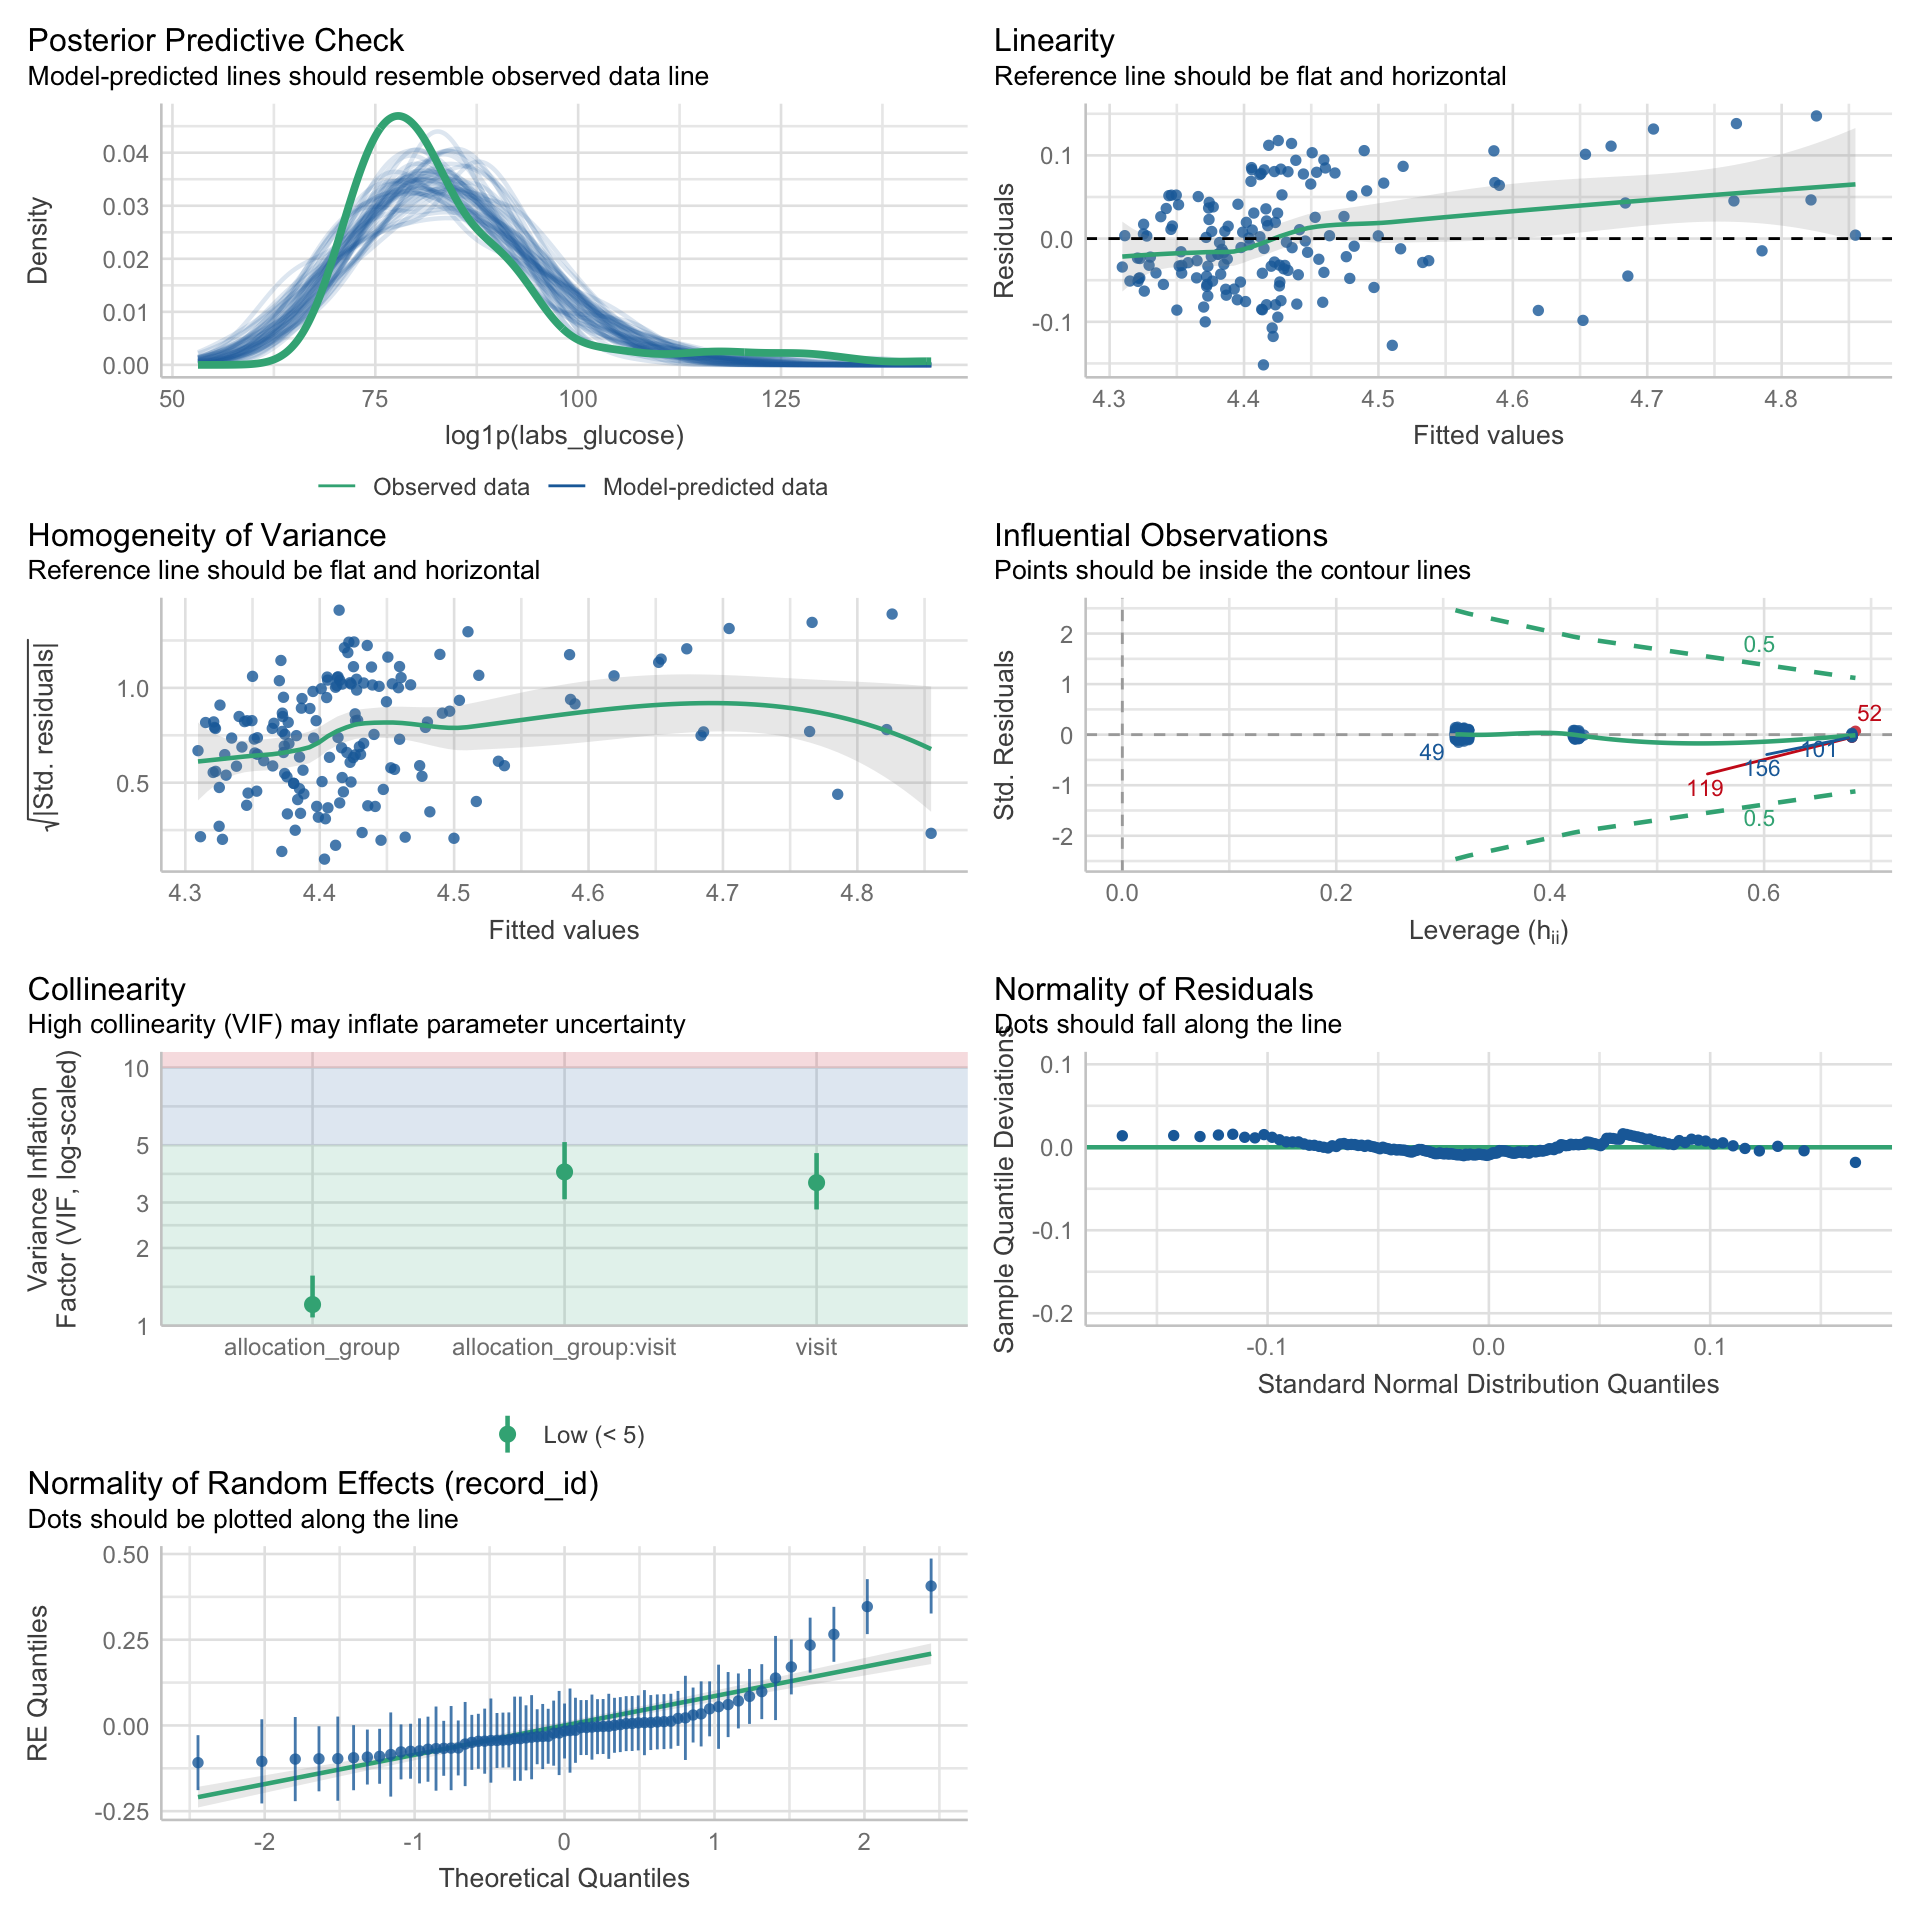 Posterior Predictive Check
Model-predicted lines should resemble observed data line
Density
0.04
0.03
0.02
0.01
0.00
50
75
100
125
log1p(labs_glucose)
Observed data
Model-predicted data
Linearity
Reference line should be flat and horizontal
Residuals
0.1
0.0
-0.1
4.3
4.4
4.5
4.6
4.7
4.8
Fitted values
Homogeneity of Variance
Reference line should be flat and horizontal
√|Std. residuals|
1.0
0.5
4.3
4.4
4.5
4.6
4.7
4.8
Fitted values
Influential Observations
Points should be inside the contour lines
Std. Residuals
2
1
0
-1
-2
0.5
52
49
101
156
119
0.5
0.0
0.2
0.4
0.6
Leverage (hii)
Collinearity
High collinearity (VIF) may inflate parameter uncertainty
Variance Inflation
Factor (VIF, log-scaled)
10
5
3
2
1
allocation_group
allocation_group:visit
visit
Low (< 5)
Normality of Residuals
Dots should fall along the line
Sample Quantile Deviations
0.1
0.0
-0.1
-0.2
-0.1
0.0
0.1
Standard Normal Distribution Quantiles
Normality of Random Effects (record_id)
Dots should be plotted along the line
RE Quantiles
0.50
0.25
0.00
-0.25
-2
-1
0
1
2
Theoretical Quantiles